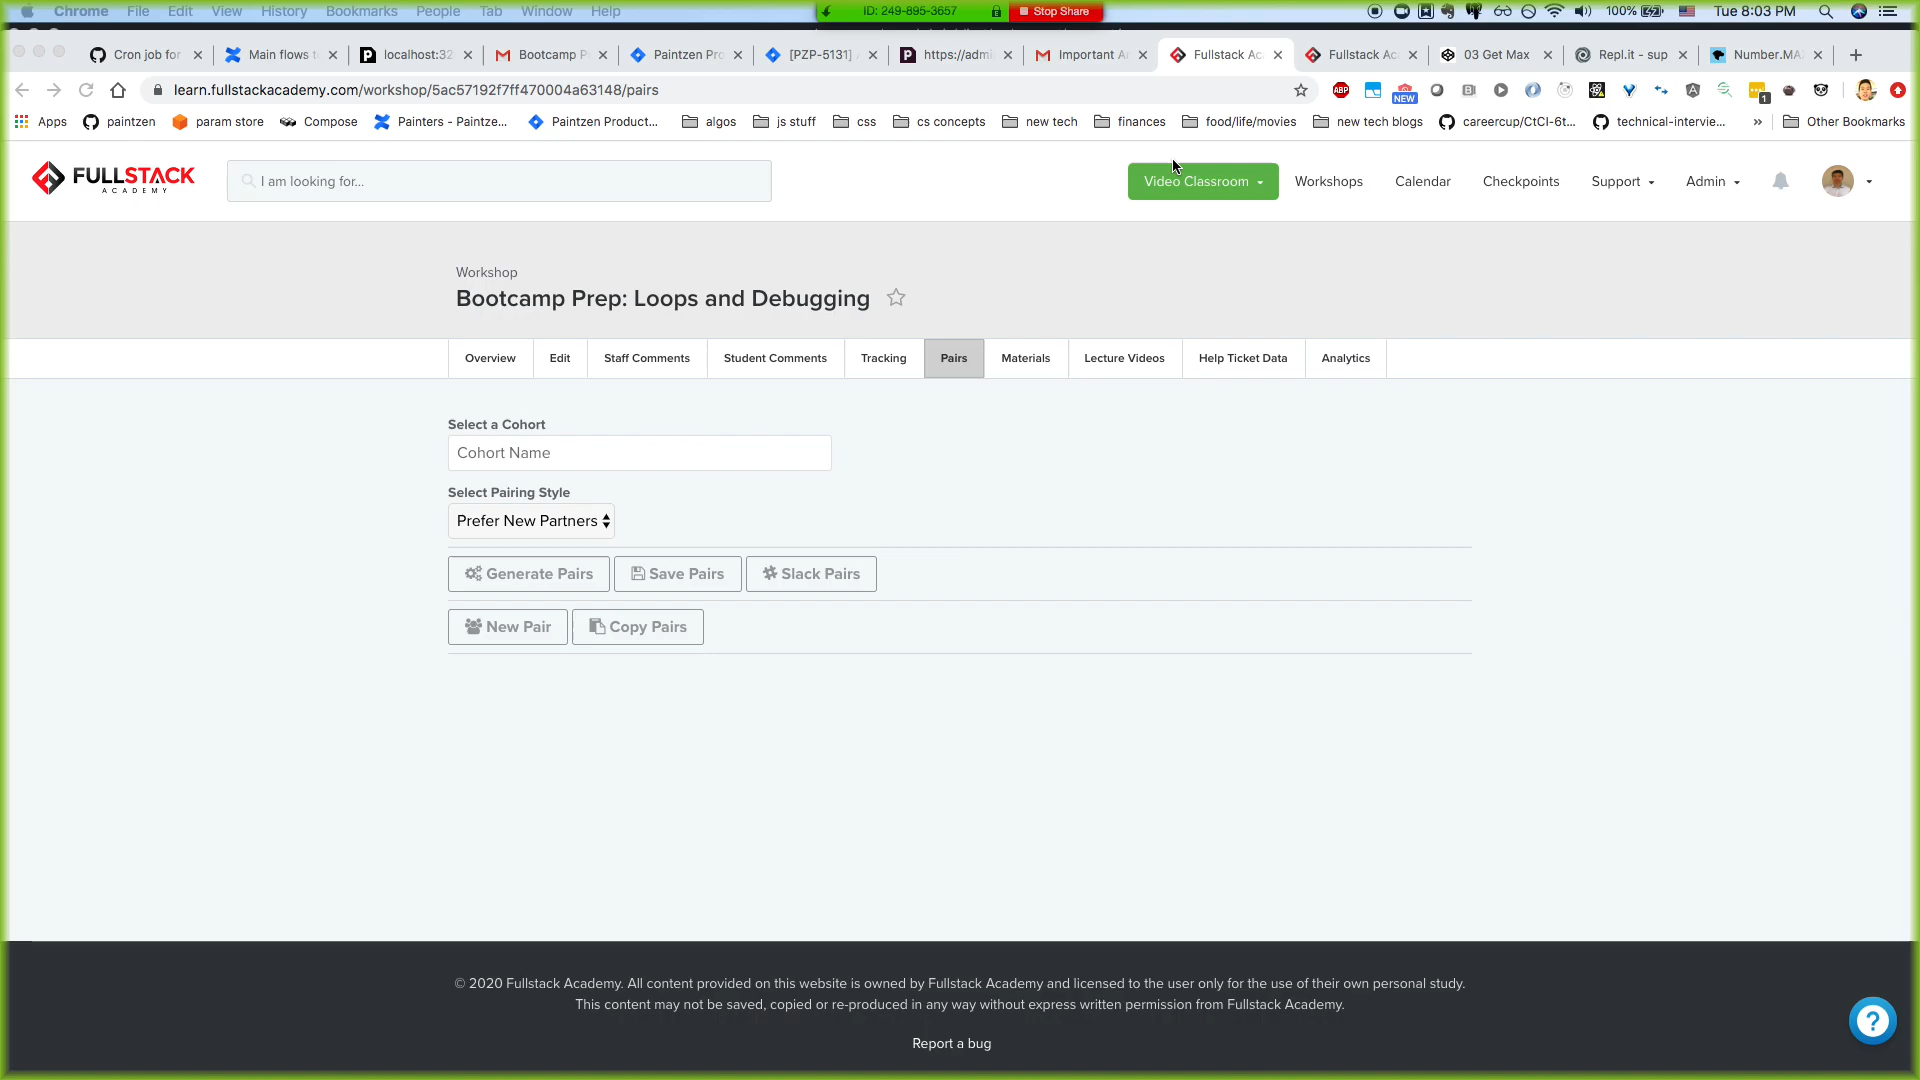 Chrome File Edit View History Bookmarks People Tab Window Help ID: 249-895-3657 Stop Share 100% Tue 8:03 PM
Cron job for Main flows t localhost:32 Bootcamp P Paintzen Pro [PZP-5131] https://admi Important A Fullstack Ac Fullstack Ac 03 Get Max Repl.it - sup Number.MA
learn.fullstackacademy.com/workshop/5ac57192f7ff470004a63148/pairs ABP NEW 1
Apps paintzen param store Compose Painters - Paintze... Paintzen Product... algos js stuff css cs concepts new tech finances food/life/movies new tech blogs careercup/CtCI-6t... technical-intervie... » Other Bookmarks
FULLSTACK
ACADEMY
I am looking for...
Video Classroom Workshops Calendar Checkpoints Support Admin
Workshop
Bootcamp Prep: Loops and Debugging
Overview Edit Staff Comments Student Comments Tracking Pairs Materials Lecture Videos Help Ticket Data Analytics
Select a Cohort
Cohort Name
Select Pairing Style
Prefer New Partners
Generate Pairs Save Pairs Slack Pairs
New Pair Copy Pairs
© 2020 Fullstack Academy. All content provided on this website is owned by Fullstack Academy and licensed to the user only for the use of their own personal study.
This content may not be saved, copied or re-produced in any way without express written permission from Fullstack Academy.
Report a bug
?